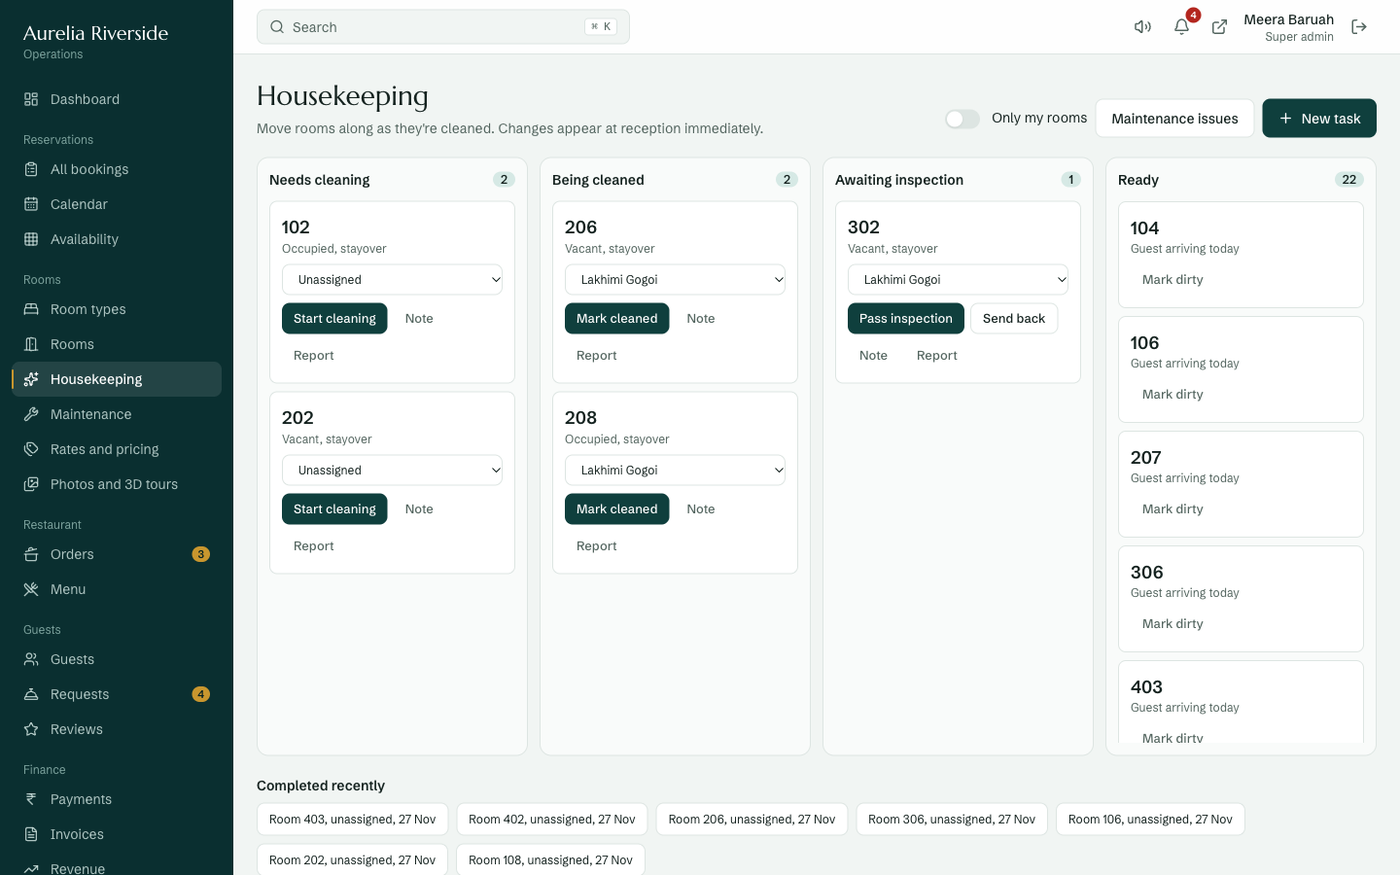 Aurelia Riverside
Operations
Dashboard
Reservations
All bookings
Calendar
Availability
Rooms
Room types
Rooms
Housekeeping
Maintenance
Rates and pricing
Photos and 3D tours
Restaurant
Orders 3
Menu
Guests
Guests
Requests 4
Reviews
Finance
Payments
Invoices
Revenue
Search ⌘ K
4
Meera Baruah
Super admin
Housekeeping
Move rooms along as they're cleaned. Changes appear at reception immediately.
Only my rooms
Maintenance issues
New task
Needs cleaning 2
102
Occupied, stayover
Unassigned
Start cleaning Note
Report
202
Vacant, stayover
Unassigned
Start cleaning Note
Report
Being cleaned 2
206
Vacant, stayover
Lakhimi Gogoi
Mark cleaned Note
Report
208
Occupied, stayover
Lakhimi Gogoi
Mark cleaned Note
Report
Awaiting inspection 1
302
Vacant, stayover
Lakhimi Gogoi
Pass inspection Send back
Note Report
Ready 22
104
Guest arriving today
Mark dirty
106
Guest arriving today
Mark dirty
207
Guest arriving today
Mark dirty
306
Guest arriving today
Mark dirty
403
Guest arriving today
Mark dirty
Completed recently
Room 403, unassigned, 27 Nov
Room 402, unassigned, 27 Nov
Room 206, unassigned, 27 Nov
Room 306, unassigned, 27 Nov
Room 106, unassigned, 27 Nov
Room 202, unassigned, 27 Nov
Room 108, unassigned, 27 Nov